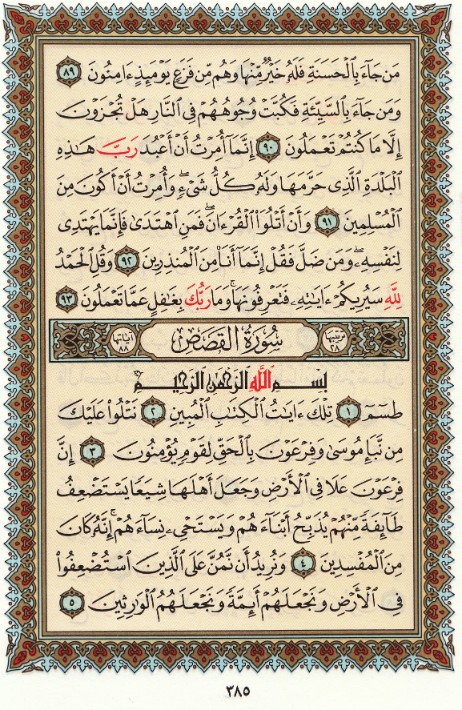 مَن جَآءَ بِٱلْحَسَنَةِ فَلَهُۥ خَيْرٌ مِّنْهَا وَهُم مِّن فَزَعٍ يَوْمَئِذٍ ءَامِنُونَ ٨٩
وَمَن جَآءَ بِٱلسَّيِّئَةِ فَكُبَّتْ وُجُوهُهُمْ فِى ٱلنَّارِ هَلْ تُجْزَوْنَ
إِلَّا مَا كُنتُمْ تَعْمَلُونَ ٩٠ إِنَّمَآ أُمِرْتُ أَنْ أَعْبُدَ رَبَّ هَٰذِهِ
ٱلْبَلْدَةِ ٱلَّذِى حَرَّمَهَا وَلَهُۥ كُلُّ شَىْءٍ وَأُمِرْتُ أَنْ أَكُونَ مِنَ
ٱلْمُسْلِمِينَ ٩١ وَأَنْ أَتْلُوَا۟ ٱلْقُرْءَانَ فَمَنِ ٱهْتَدَىٰ فَإِنَّمَا يَهْتَدِى
لِنَفْسِهِۦ وَمَن ضَلَّ فَقُلْ إِنَّمَآ أَنَا۠ مِنَ ٱلْمُنذِرِينَ ٩٢ وَقُلِ ٱلْحَمْدُ
لِلَّهِ سَيُرِيكُمْ ءَايَٰتِهِۦ فَتَعْرِفُونَهَا وَمَا رَبُّكَ بِغَٰفِلٍ عَمَّا تَعْمَلُونَ ٩٣
ترتيبها ٢٨ سُورَةُ القَصَصِ آياتها ٨٨
بِسْمِ ٱللَّهِ ٱلرَّحْمَٰنِ ٱلرَّحِيمِ
طسٓمٓ ١ تِلْكَ ءَايَٰتُ ٱلْكِتَٰبِ ٱلْمُبِينِ ٢ نَتْلُوا۟ عَلَيْكَ
مِن نَّبَإِ مُوسَىٰ وَفِرْعَوْنَ بِٱلْحَقِّ لِقَوْمٍ يُؤْمِنُونَ ٣ إِنَّ
فِرْعَوْنَ عَلَا فِى ٱلْأَرْضِ وَجَعَلَ أَهْلَهَا شِيَعًا يَسْتَضْعِفُ
طَآئِفَةً مِّنْهُمْ يُذَبِّحُ أَبْنَآءَهُمْ وَيَسْتَحْىِۦ نِسَآءَهُمْ إِنَّهُۥ كَانَ
مِنَ ٱلْمُفْسِدِينَ ٤ وَنُرِيدُ أَن نَّمُنَّ عَلَى ٱلَّذِينَ ٱسْتُضْعِفُوا۟
فِى ٱلْأَرْضِ وَنَجْعَلَهُمْ أَئِمَّةً وَنَجْعَلَهُمُ ٱلْوَٰرِثِينَ ٥
٣٨٥